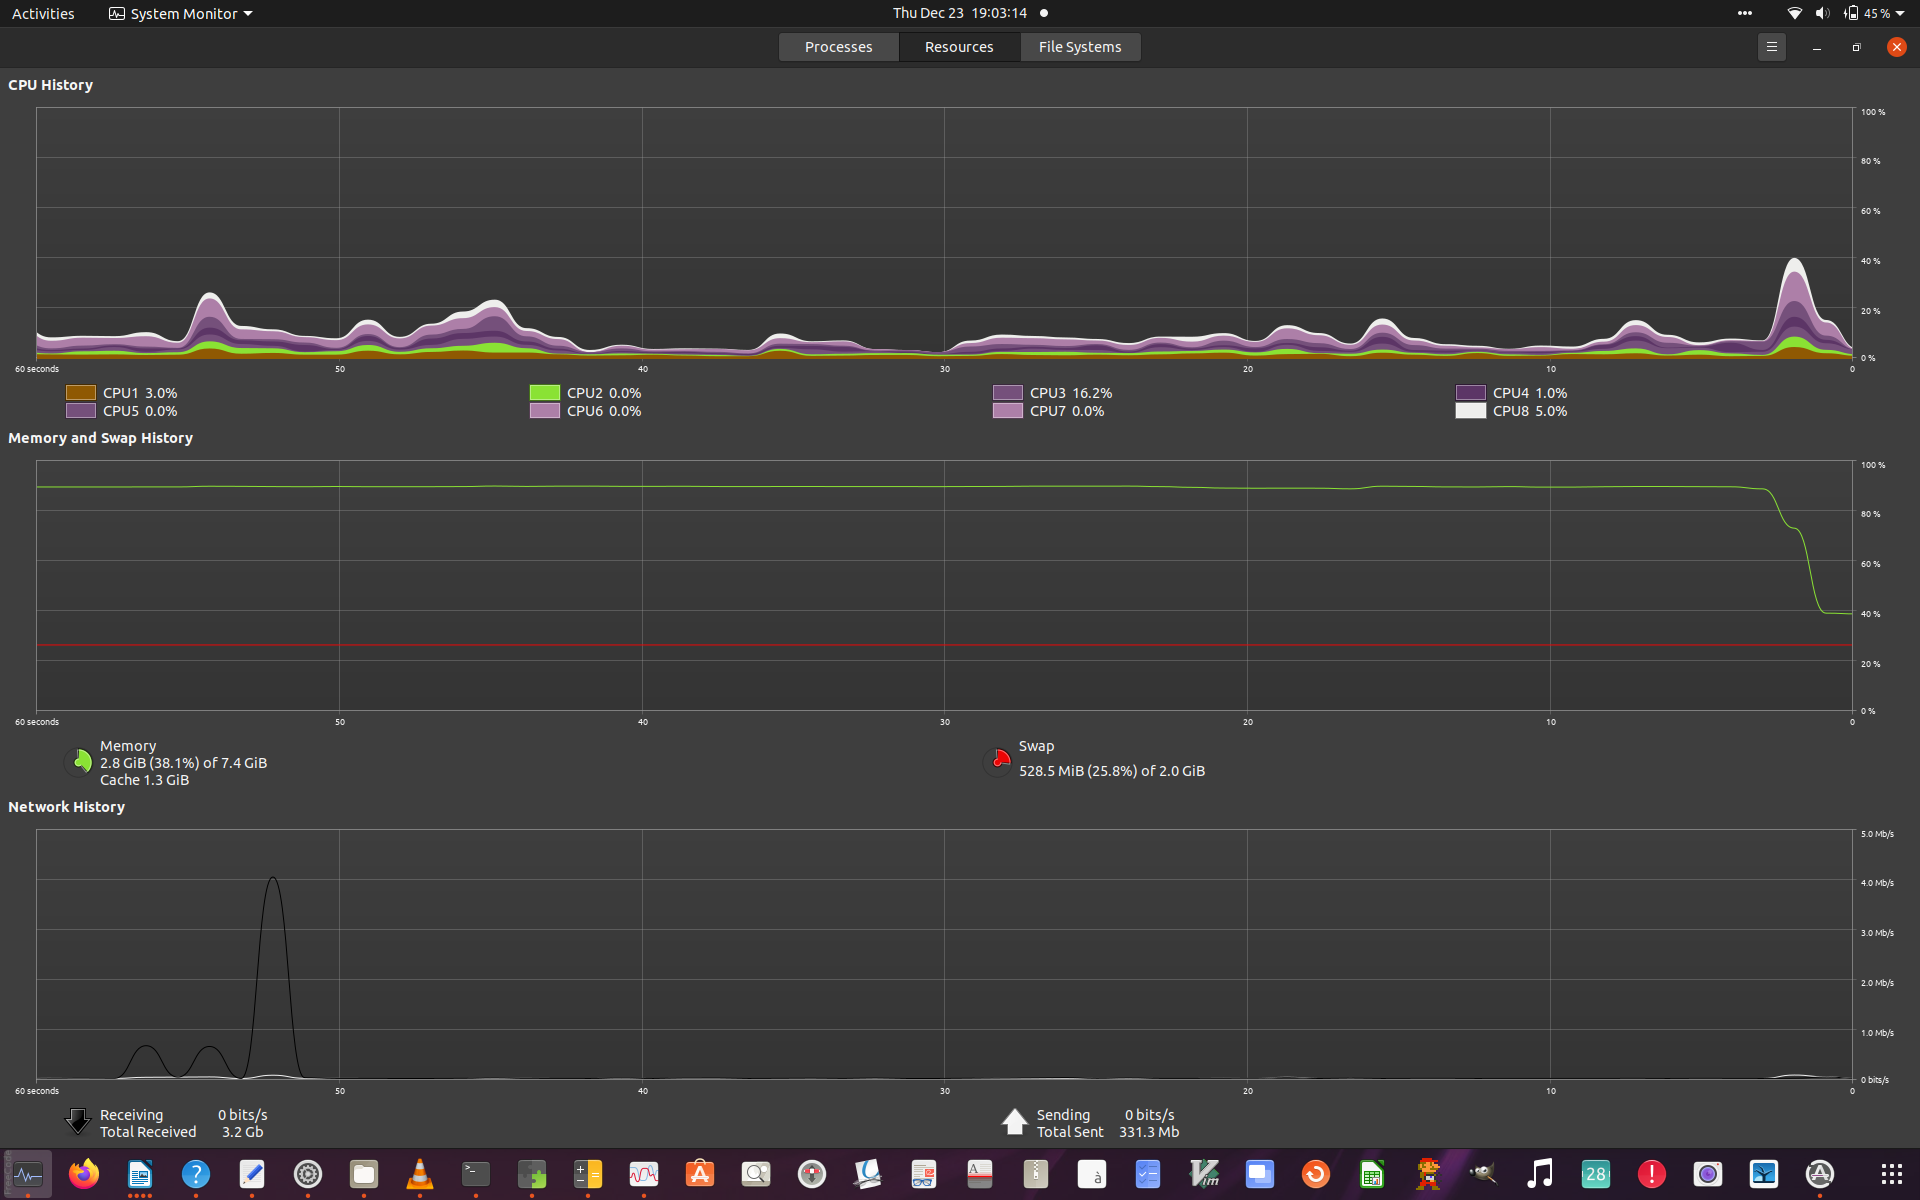 Activities System Monitor Thu Dec 23 19:03:14 45 %
Processes Resources File Systems
CPU History
100 %
80 %
60 %
40 %
20 %
0 %
60 seconds 50 40 30 20 10 0
CPU1 3.0% CPU2 0.0% CPU3 16.2% CPU4 1.0%
CPU5 0.0% CPU6 0.0% CPU7 0.0% CPU8 5.0%
Memory and Swap History
100 %
80 %
60 %
40 %
20 %
0 %
60 seconds 50 40 30 20 10 0
Memory
2.8 GiB (38.1%) of 7.4 GiB
Cache 1.3 GiB
Swap
528.5 MiB (25.8%) of 2.0 GiB
Network History
5.0 Mb/s
4.0 Mb/s
3.0 Mb/s
2.0 Mb/s
1.0 Mb/s
0 bits/s
60 seconds 50 40 30 20 10 0
Receiving 0 bits/s
Total Received 3.2 Gb
Sending 0 bits/s
Total Sent 331.3 Mb
? >_ A à Vim 28 !